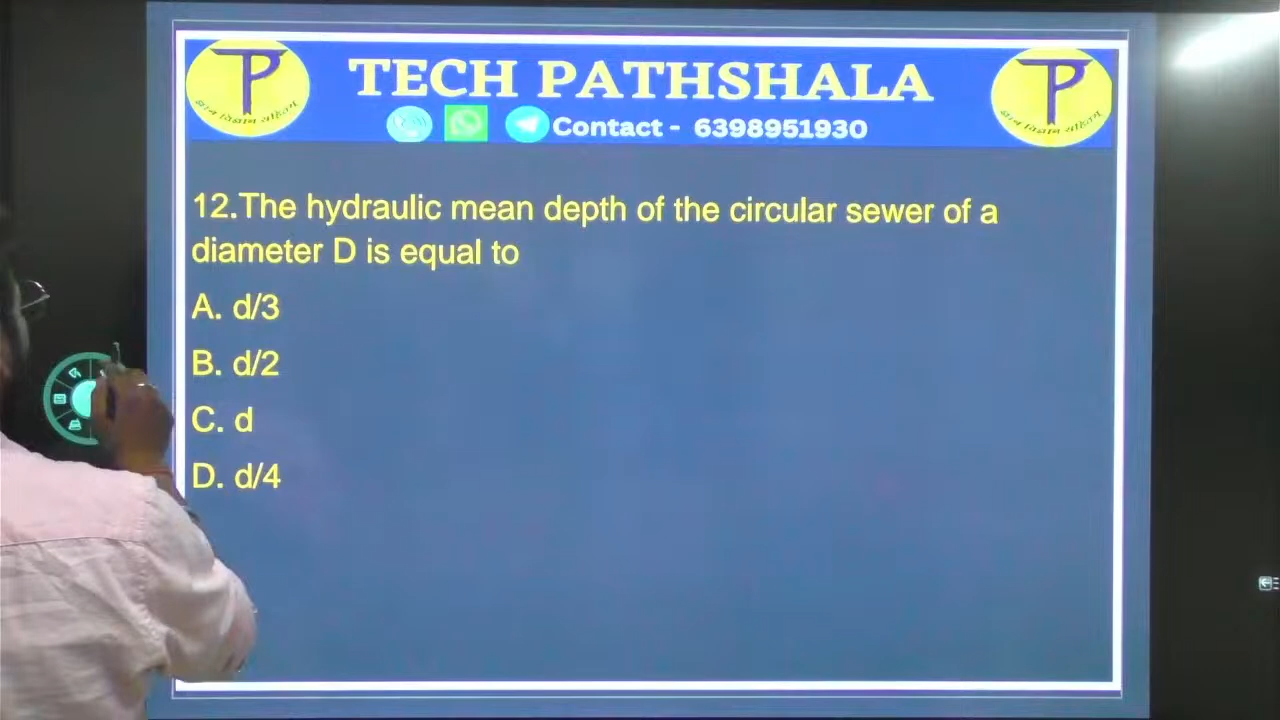 TECH PATHSHALA
Contact - 6398951930
12.The hydraulic mean depth of the circular sewer of a
diameter D is equal to
A. d/3
B. d/2
C. d
D. d/4